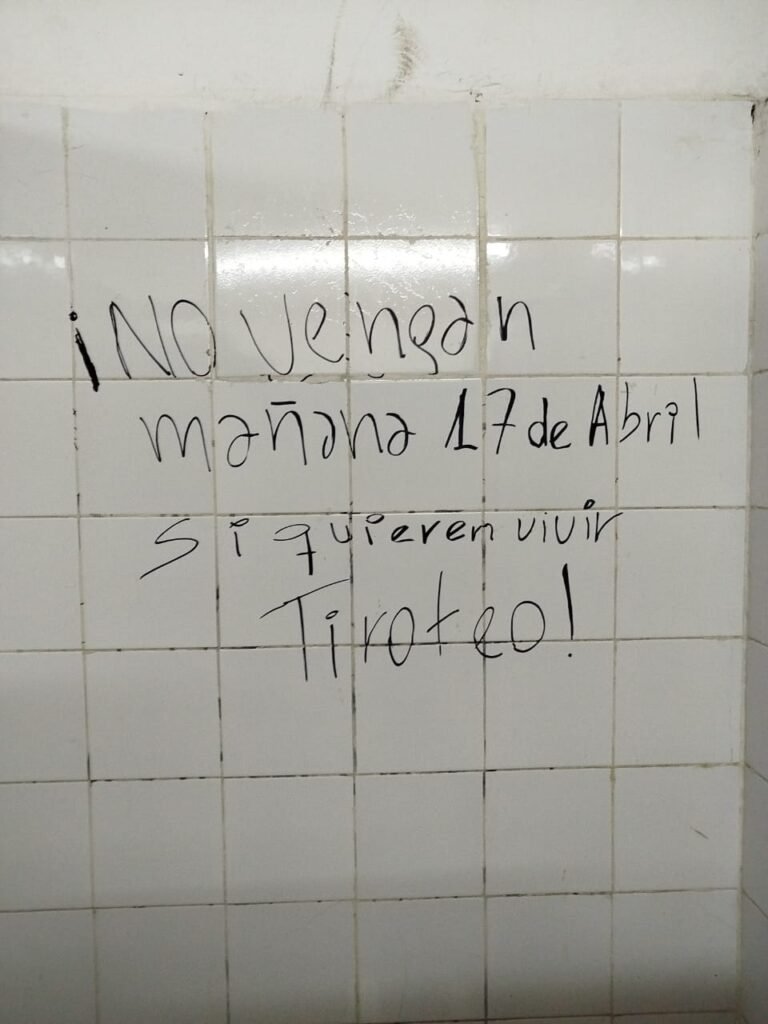 ¡NO vengan
mañana 17 de Abril
si quieren vivir
Tiroteo!